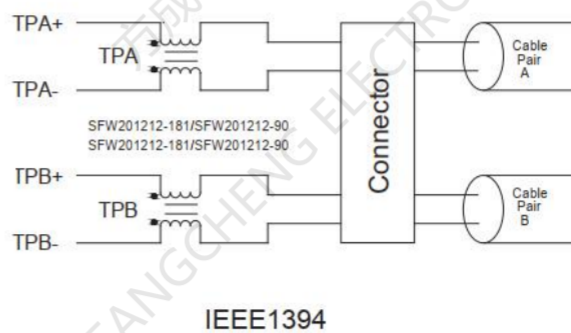 TPA+
TPA
TPA-
SFW201212-181/SFW201212-90
SFW201212-181/SFW201212-90
TPB+
TPB
TPB-
Connector
Cable
Pair
A
Cable
Pair
B
IEEE1394